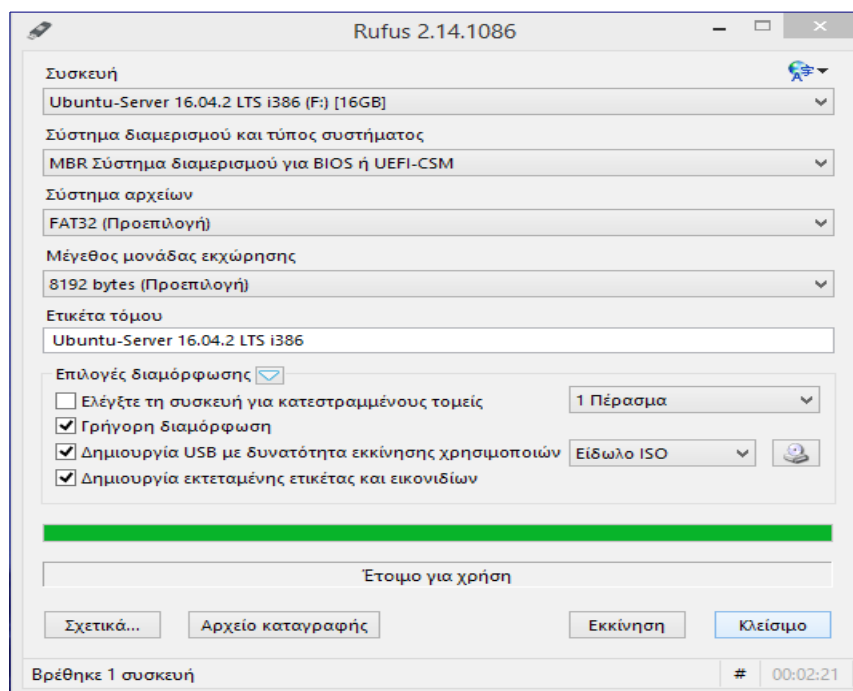 Rufus 2.14.1086
Συσκευή
Ubuntu-Server 16.04.2 LTS i386 (F:) [16GB]
Σύστημα διαμερισμού και τύπος συστήματος
MBR Σύστημα διαμερισμού για BIOS ή UEFI-CSM
Σύστημα αρχείων
FAT32 (Προεπιλογή)
Μέγεθος μονάδας εκχώρησης
8192 bytes (Προεπιλογή)
Ετικέτα τόμου
Ubuntu-Server 16.04.2 LTS i386
Επιλογές διαμόρφωσης
Ελέγξτε τη συσκευή για κατεστραμμένους τομείς 1 Πέρασμα
Γρήγορη διαμόρφωση
Δημιουργία USB με δυνατότητα εκκίνησης χρησιμοποιών Είδωλο ISO
Δημιουργία εκτεταμένης ετικέτας και εικονιδίων
Έτοιμο για χρήση
Σχετικά... Αρχείο καταγραφής Εκκίνηση Κλείσιμο
Βρέθηκε 1 συσκευή # 00:02:21